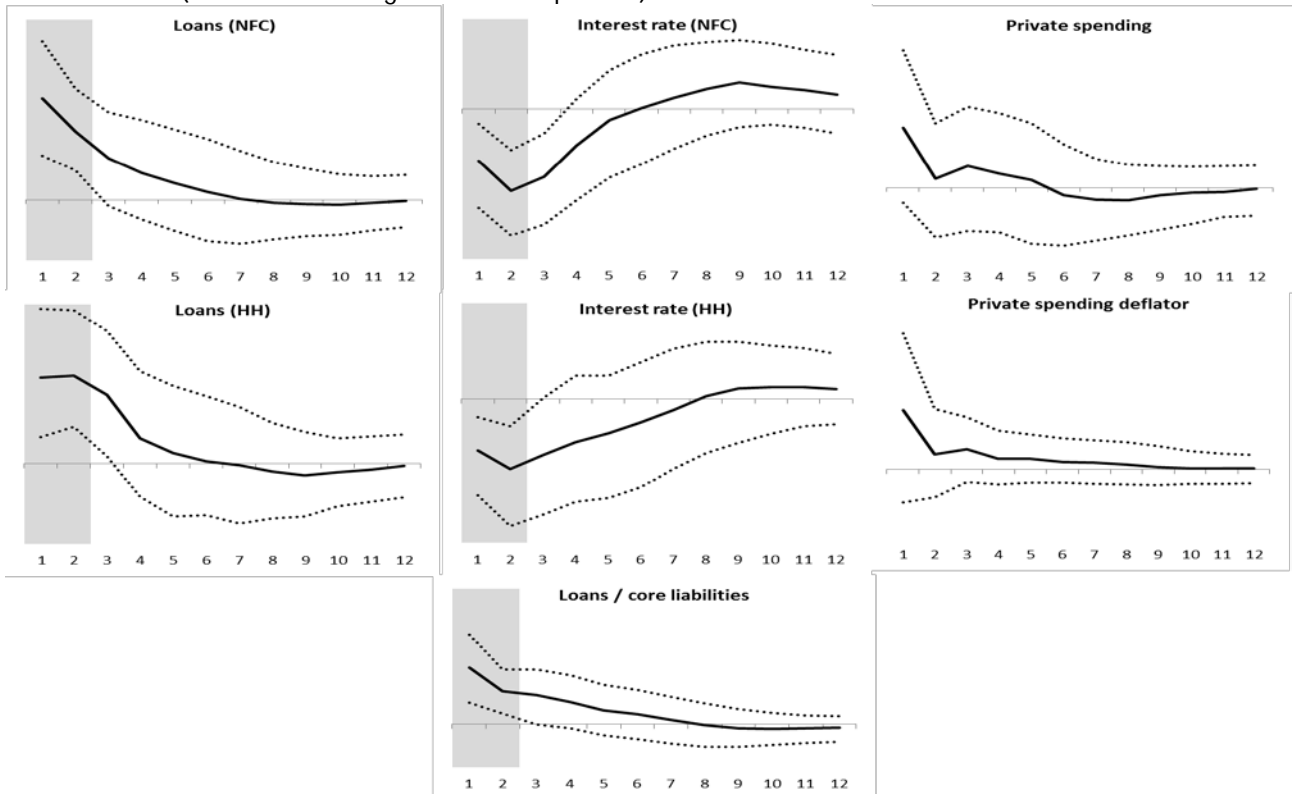 Loans (NFC)
Interest rate (NFC)
Private spending
1 2 3 4 5 6 7 8 9 10 11 12
1 2 3 4 5 6 7 8 9 10 11 12
1 2 3 4 5 6 7 8 9 10 11 12
Loans (HH)
Interest rate (HH)
Private spending deflator
1 2 3 4 5 6 7 8 9 10 11 12
1 2 3 4 5 6 7 8 9 10 11 12
1 2 3 4 5 6 7 8 9 10 11 12
Loans / core liabilities
1 2 3 4 5 6 7 8 9 10 11 12